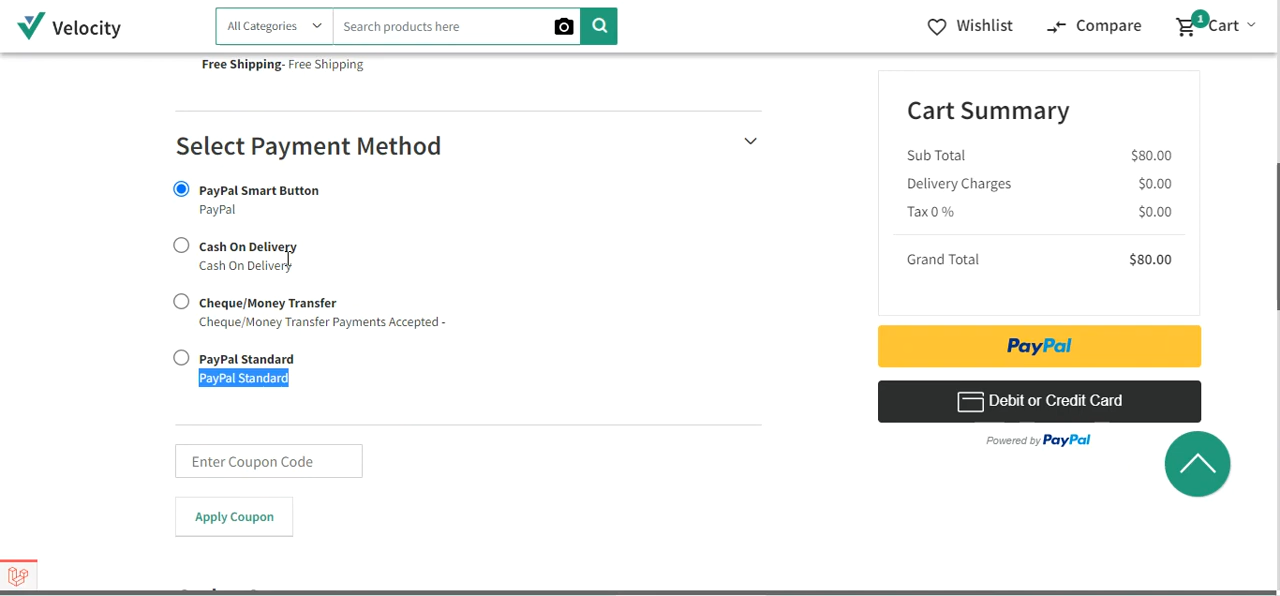 Velocity
All Categories
Search products here
Wishlist
Compare
1
Cart
Free Shipping- Free Shipping
Select Payment Method
PayPal Smart Button
PayPal
Cash On Delivery
Cash On Delivery
Cheque/Money Transfer
Cheque/Money Transfer Payments Accepted -
PayPal Standard
PayPal Standard
Enter Coupon Code
Apply Coupon
Cart Summary
Sub Total $80.00
Delivery Charges $0.00
Tax 0 % $0.00
Grand Total $80.00
PayPal
Debit or Credit Card
Powered by PayPal